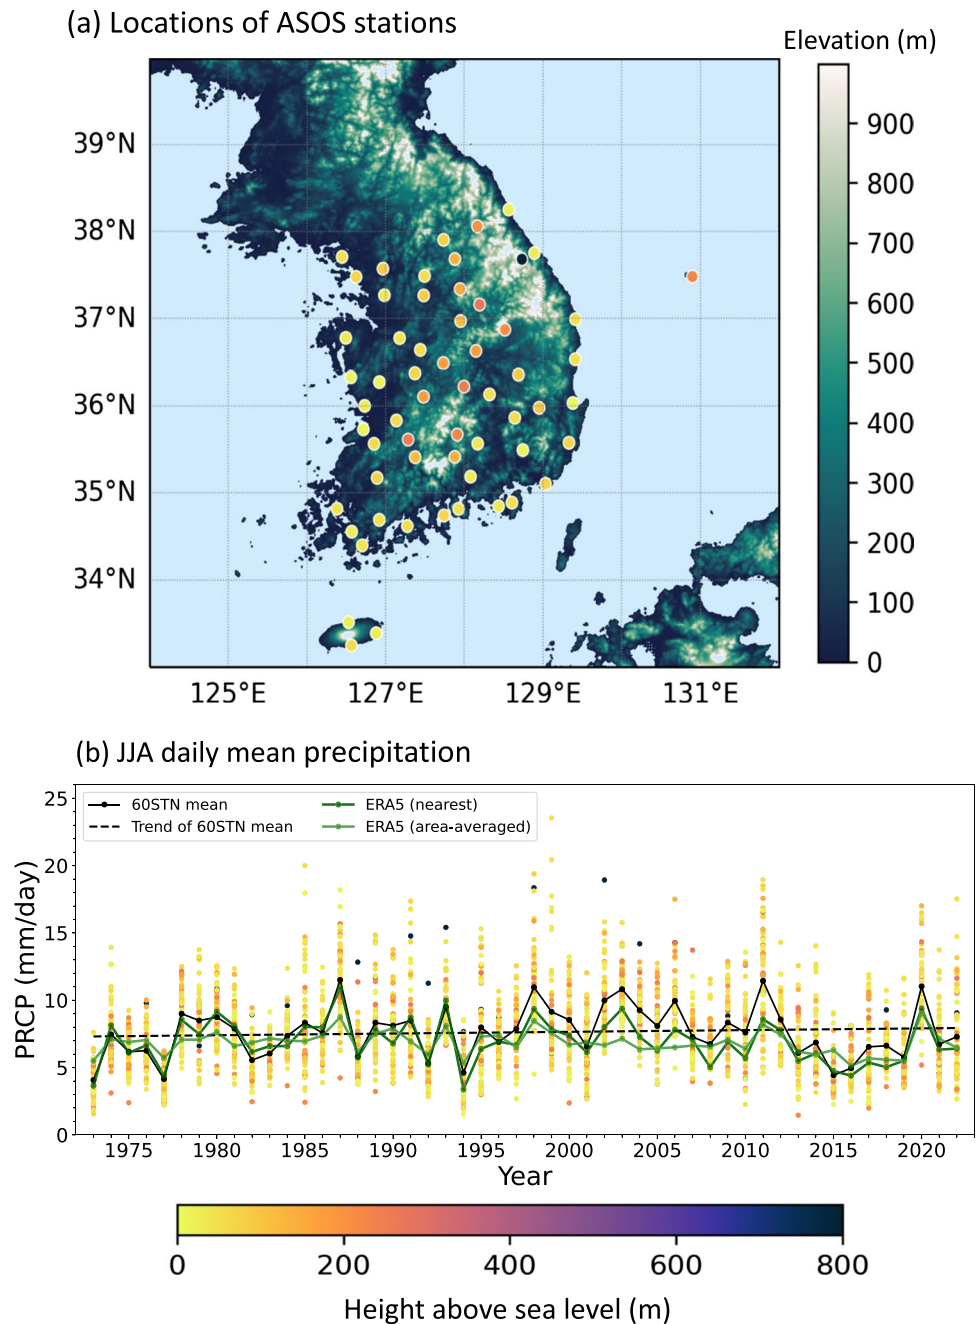 (a) Locations of ASOS stations
Elevation (m)
39°N
38°N
37°N
36°N
35°N
34°N
125°E 127°E 129°E 131°E
900
800
700
600
500
400
300
200
100
0
(b) JJA daily mean precipitation
60STN mean
Trend of 60STN mean
ERA5 (nearest)
ERA5 (area-averaged)
PRCP (mm/day)
25
20
15
10
5
0
1975 1980 1985 1990 1995 2000 2005 2010 2015 2020
Year
0 200 400 600 800
Height above sea level (m)